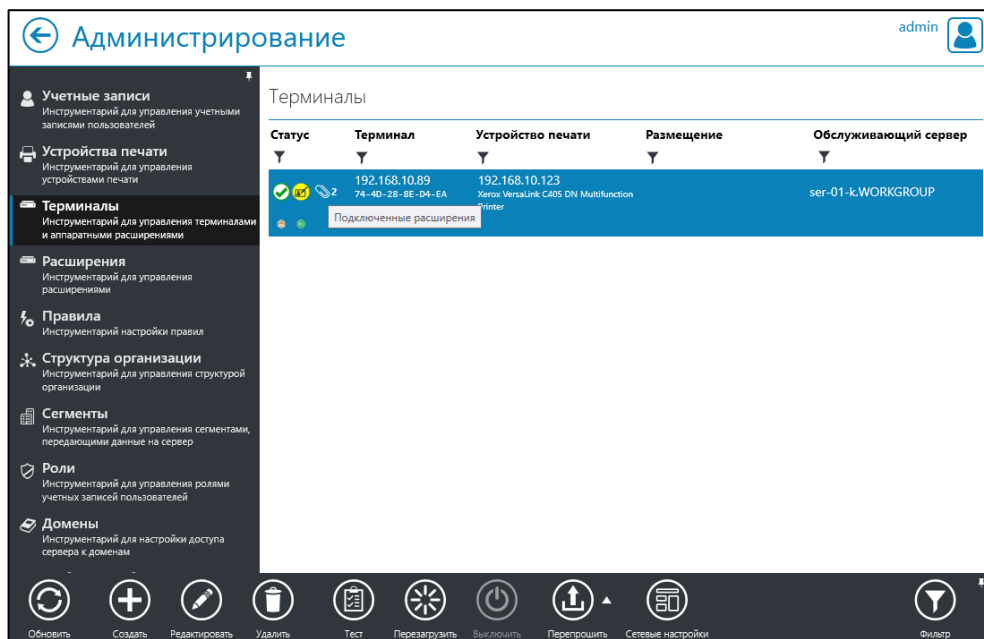 Администрирование
admin
Учетные записи
Инструментарий для управления учетными
записями пользователей
Устройства печати
Инструментарий для управления
устройствами печати
Терминалы
Инструментарий для управления терминалами
и аппаратными расширениями
Расширения
Инструментарий для управления
расширениями
Правила
Инструментарий настройки правил
Структура организации
Инструментарий для управления структурой
организации
Сегменты
Инструментарий для управления сегментами,
передающими данные на сервер
Роли
Инструментарий для управления ролями
учетных записей пользователей
Домены
Инструментарий для настройки доступа
сервера к доменам
Терминалы
Статус Терминал Устройство печати Размещение Обслуживающий сервер
2 192.168.10.89 192.168.10.123 ser-01-k.WORKGROUP
74-4D-28-8E-D4-EA Xerox VersaLink C405 DN Multifunction
Printer
Подключенные расширения
Обновить Создать Редактировать Удалить Тест Перезагрузить Выключить Перепрошить Сетевые настройки Фильтр